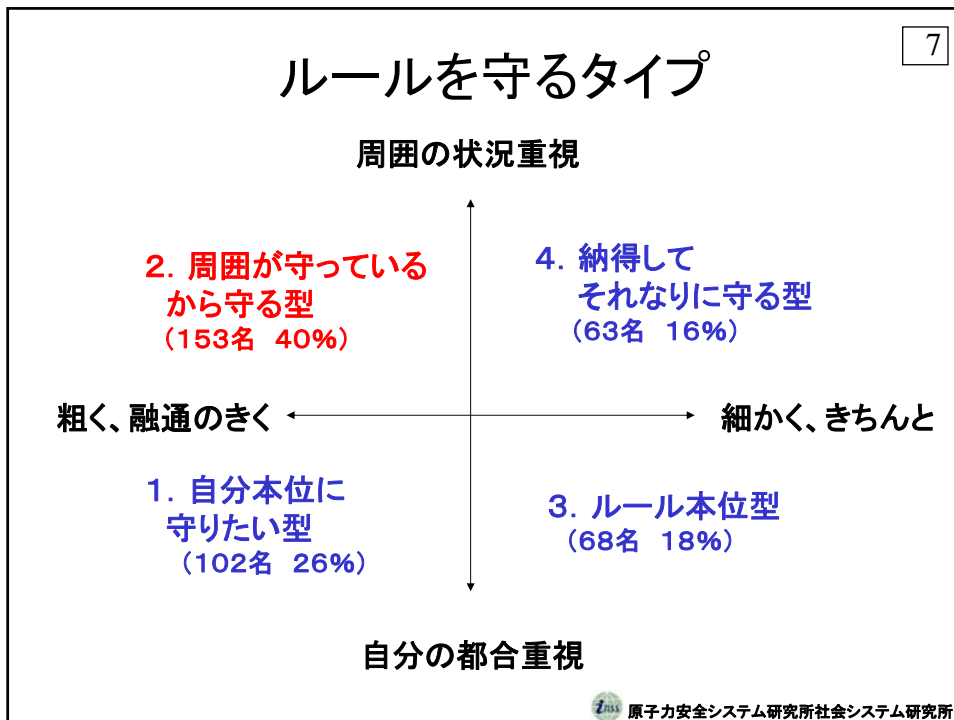 7
ルールを守るタイプ
周囲の状況重視
2．周囲が守っている
から守る型
（153名　40%）
4．納得して
それなりに守る型
（63名　16%）
粗く、融通のきく
細かく、きちんと
1．自分本位に
守りたい型
（102名　26%）
3．ルール本位型
（68名　18%）
自分の都合重視
inss 原子力安全システム研究所社会システム研究所